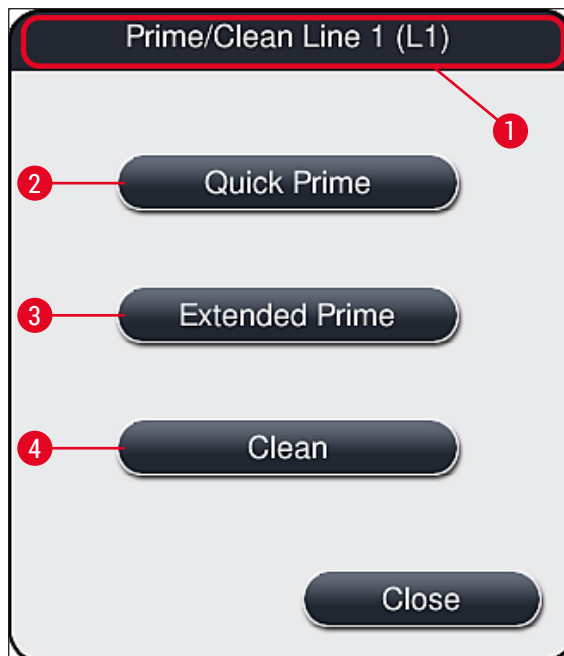 Prime/Clean Line 1 (L1)
1
2
Quick Prime
3
Extended Prime
4
Clean
Close